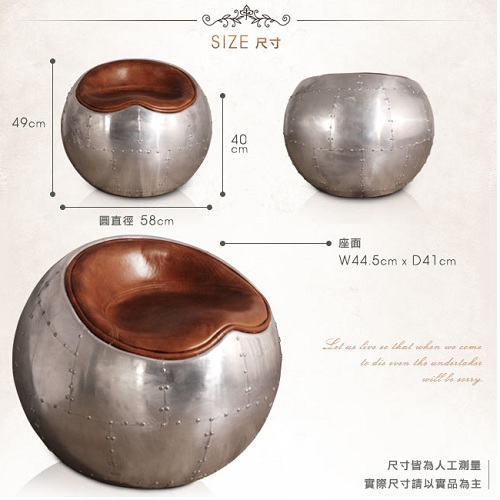 SIZE 尺寸
49cm
40
cm
圓直徑 58cm
座面
W44.5cm x D41cm
Let us live so that when we come
to die even the undertaker
will be sorry.
尺寸皆為人工測量
實際尺寸請以實品為主